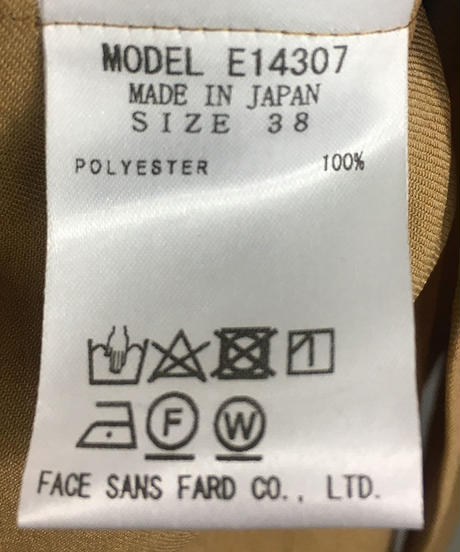 MODEL E14307
MADE IN JAPAN
SIZE 38
POLYESTER 100%
F W
FACE SANS FARD CO., LTD.